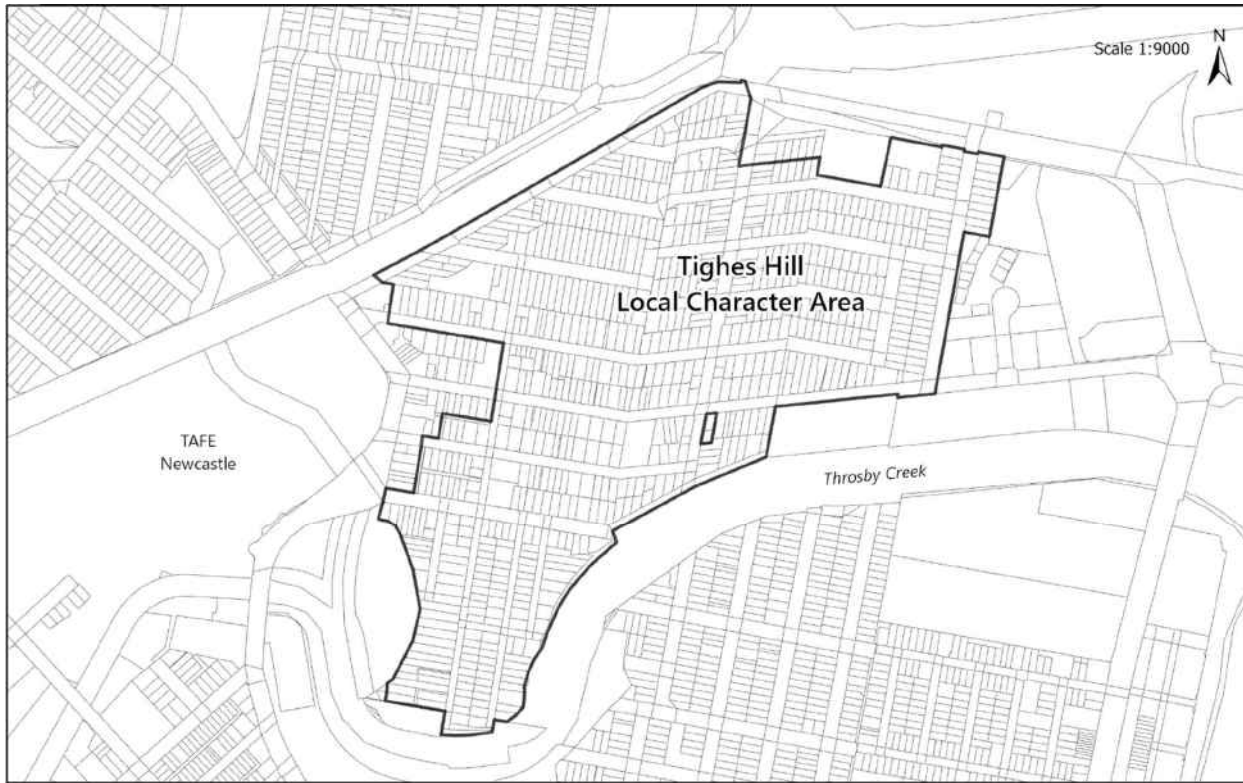 N
Scale 1:9000
Tighes Hill
Local Character Area
TAFE
Newcastle
Throsby Creek